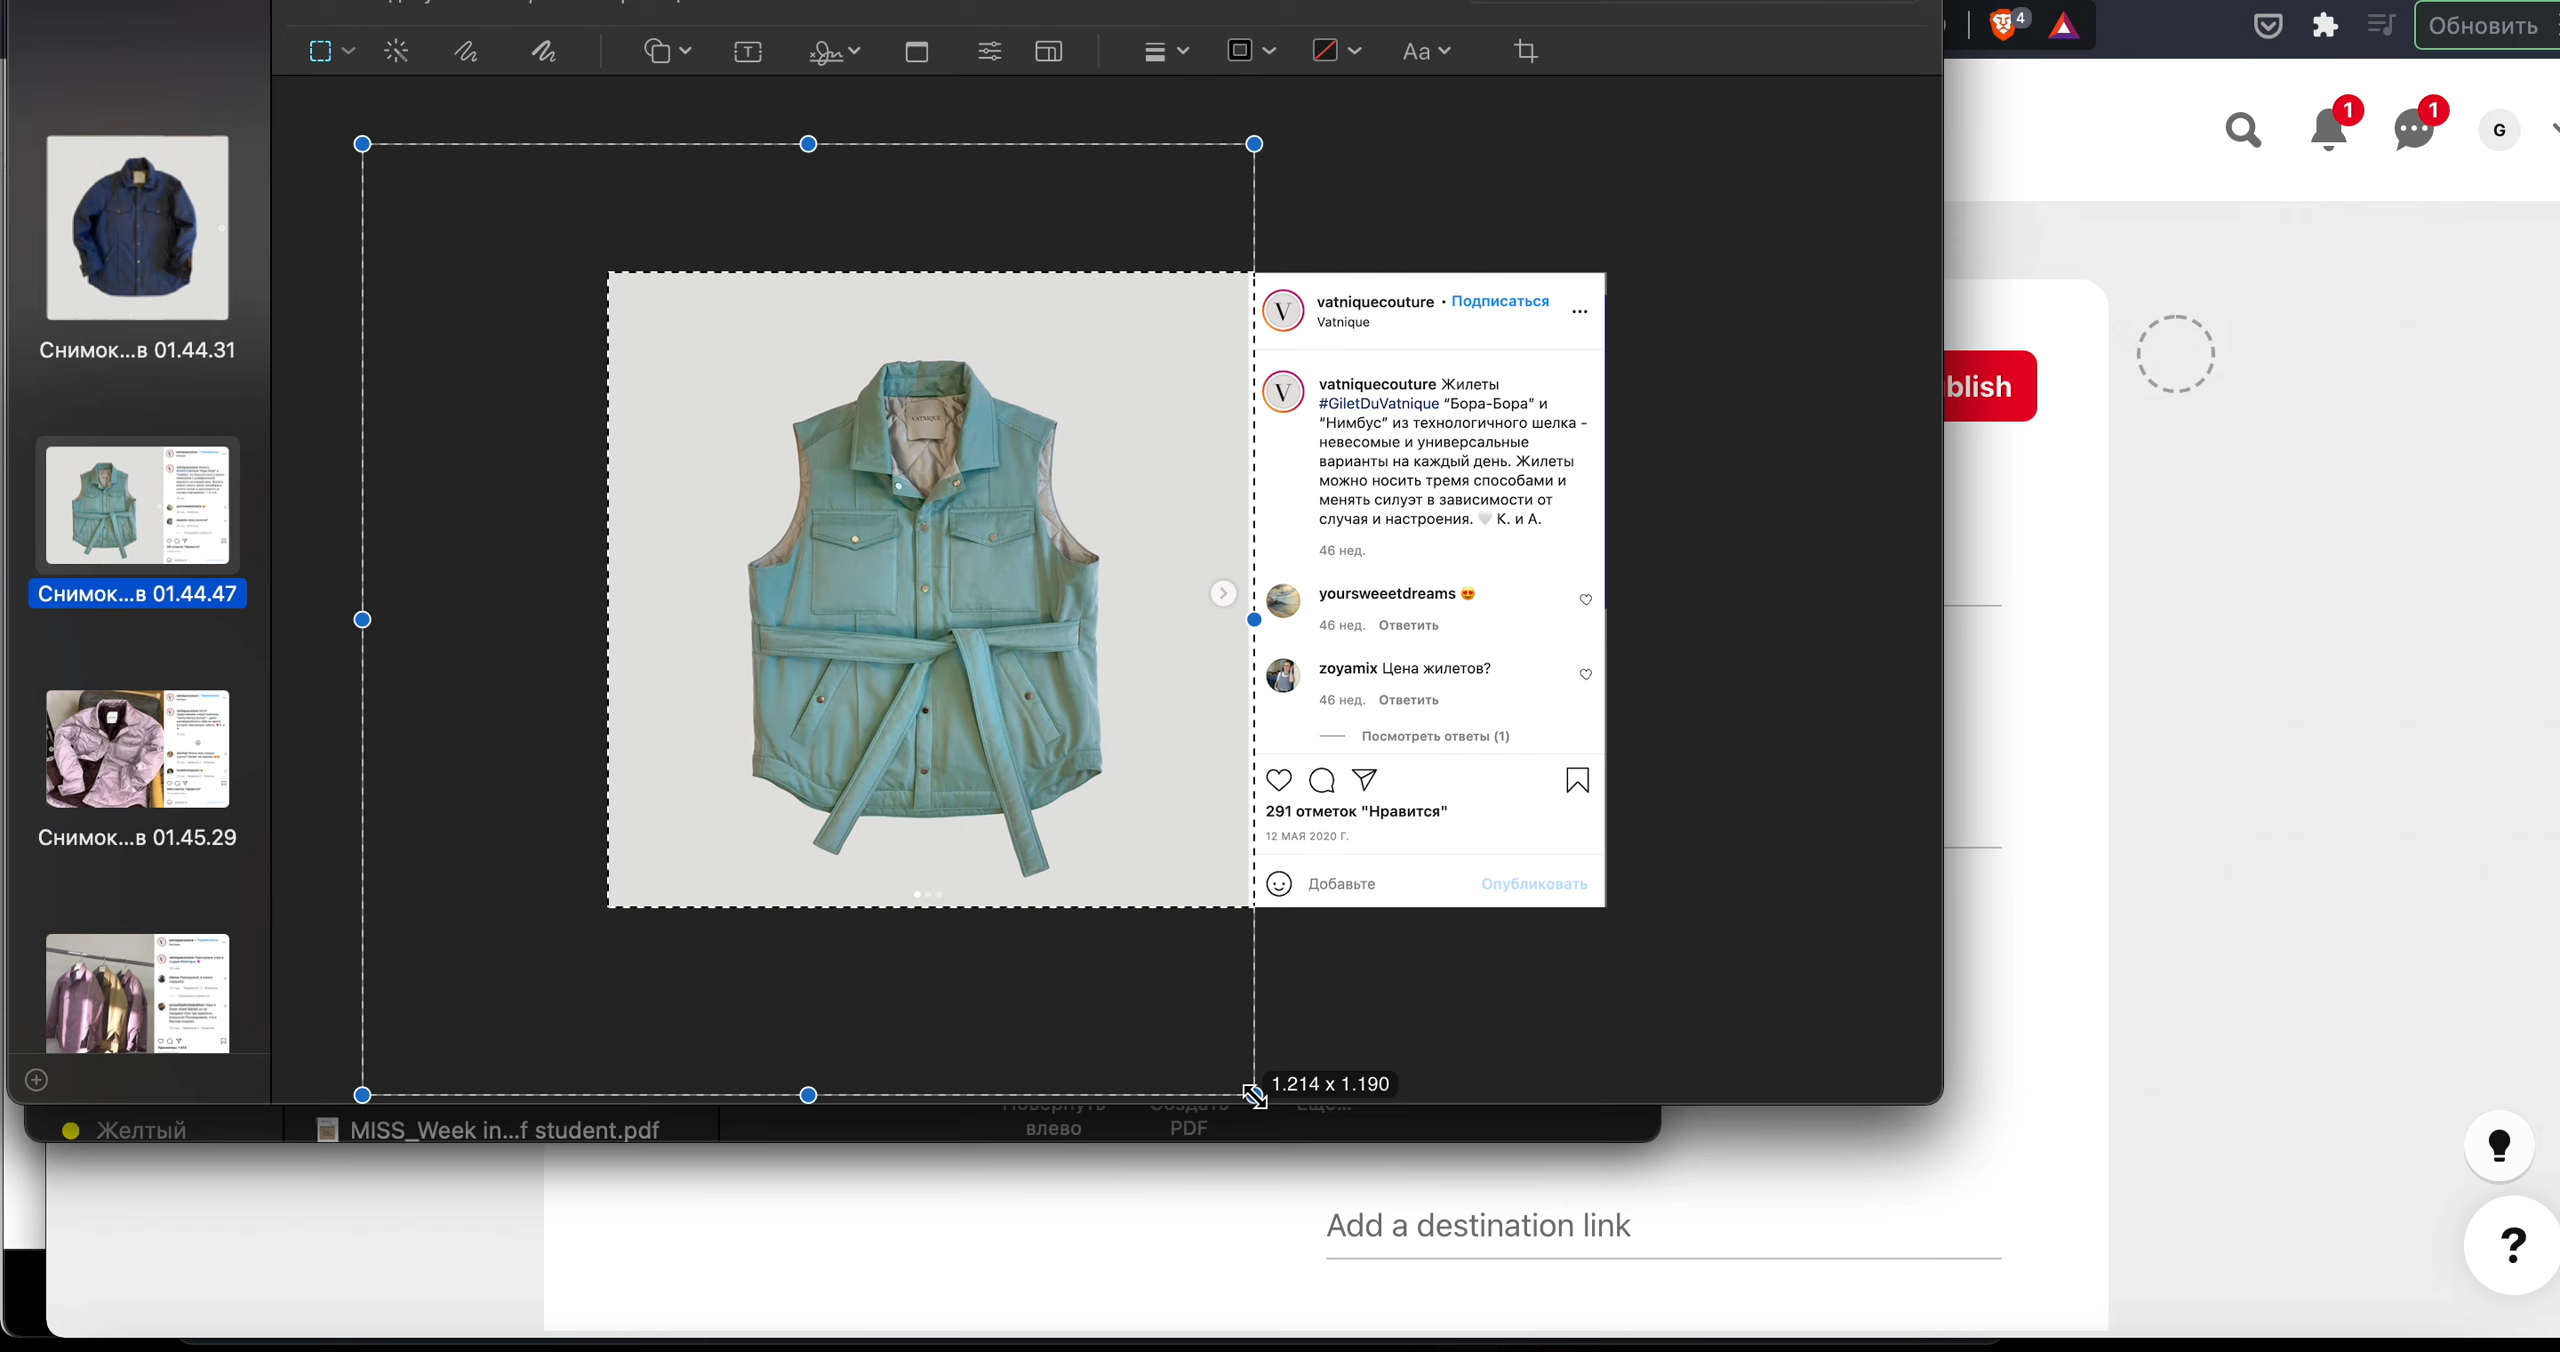 4
Обновить
Aa
1
1
G
Снимок...в 01.44.31
Снимок...в 01.44.47
Снимок...в 01.45.29
VATNIQUE
V
vatniquecouture • Подписаться
Vatnique
V
vatniquecouture Жилеты
#GiletDuVatnique “Бора-Бора” и
“Нимбус” из технологичного шелка -
невесомые и универсальные
варианты на каждый день. Жилеты
можно носить тремя способами и
менять силуэт в зависимости от
случая и настроения. 🤍 К. и А.
46 нед.
yoursweeetdreams 😍
46 нед. Ответить
zoyamix Цена жилетов?
46 нед. Ответить
Посмотреть ответы (1)
291 отметок "Нравится"
12 МАЯ 2020 Г.
Добавьте
Опубликовать
blish
1.214 x 1.190
Желтый
MISS_Week in...f student.pdf
Повернуть
влево
Создать
PDF
Еще...
Add a destination link
?